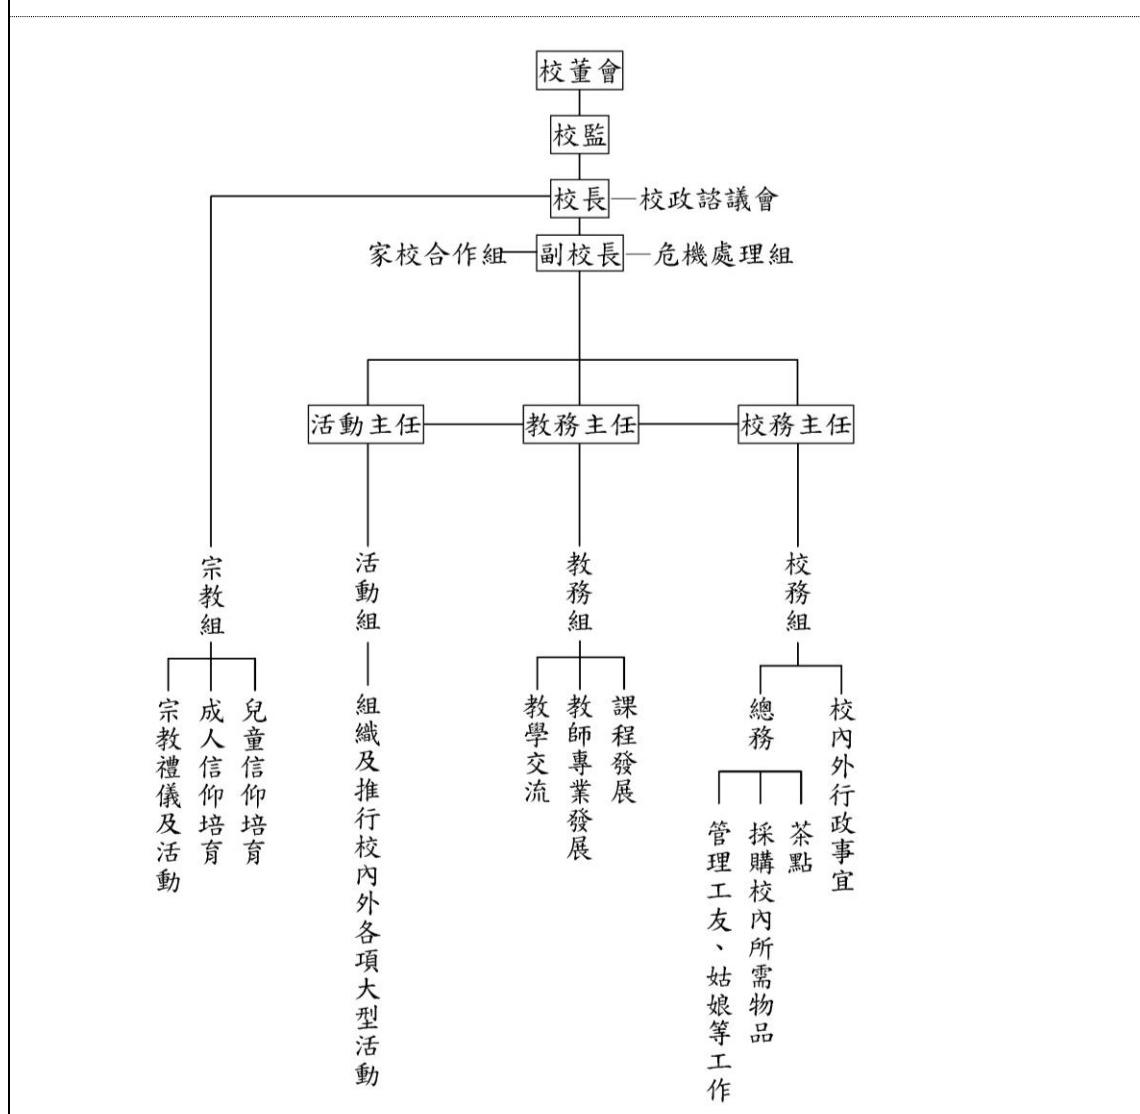 校董會
校監
校長
校政諮議會
家校合作組
副校長
危機處理組
活動主任
教務主任
校務主任
宗教組
活動組
教務組
校務組
宗教禮儀及活動
成人信仰培育
兒童信仰培育
組織及推行校內外各項大型活動
教學交流
教師專業發展
課程發展
總務
校內外行政事宜
管理工友、姑娘等工作
採購校內所需物品
茶點